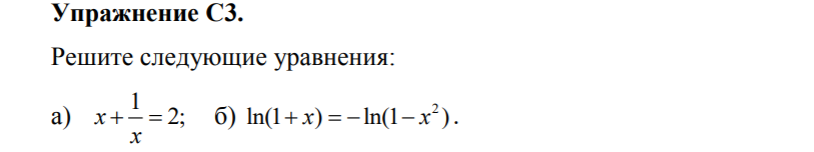 Упражнение С3.
Решите следующие уравнения:
а) x + 1/x = 2; б) ln(1 + x) = −ln(1 − x²).